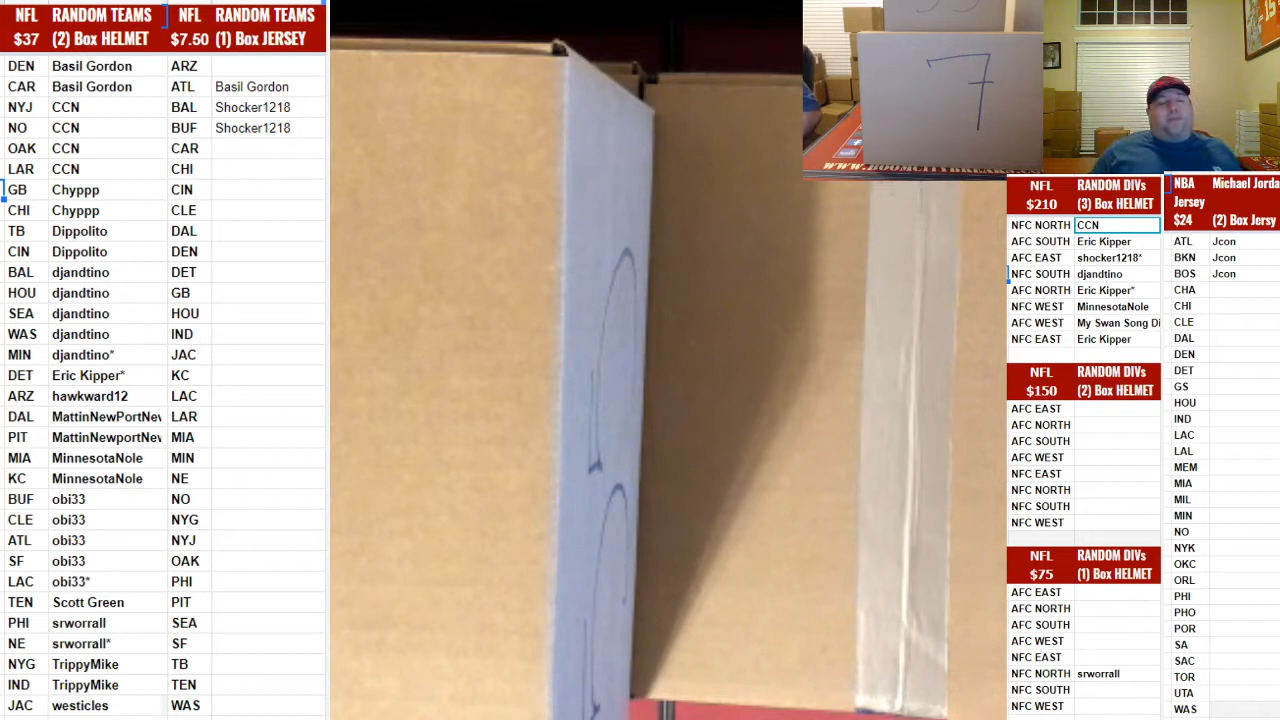 NFL RANDOM TEAMS NFL RANDOM TEAMS
$37 (2) Box HELMET $7.50 (1) Box JERSEY
DEN Basil Gordon ARZ
CAR Basil Gordon ATL Basil Gordon
NYJ CCN BAL Shocker1218
NO CCN BUF Shocker1218
OAK CCN CAR
LAR CCN CHI
GB Chyppp CIN
CHI Chyppp CLE
TB Dippolito DAL
CIN Dippolito DEN
BAL djandtino DET
HOU djandtino GB
SEA djandtino HOU
WAS djandtino IND
MIN djandtino* JAC
DET Eric Kipper* KC
ARZ hawkward12 LAC
DAL MattinNewPortNew LAR
PIT MattinNewportNew MIA
MIA MinnesotaNole MIN
KC MinnesotaNole NE
BUF obi33 NO
CLE obi33 NYG
ATL obi33 NYJ
SF obi33 OAK
LAC obi33* PHI
TEN Scott Green PIT
PHI srworrall SEA
NE srworrall* SF
NYG TrippyMike TB
IND TrippyMike TEN
JAC westicles WAS
7
NFL RANDOM DIVs
$210 (3) Box HELMET
NFC NORTH CCN
AFC SOUTH Eric Kipper
AFC EAST shocker1218*
NFC SOUTH djandtino
AFC NORTH Eric Kipper*
NFC WEST MinnesotaNole
AFC WEST My Swan Song Di
NFC EAST Eric Kipper
NFL RANDOM DIVs
$150 (2) Box HELMET
AFC EAST
AFC NORTH
AFC SOUTH
AFC WEST
NFC EAST
NFC NORTH
NFC SOUTH
NFC WEST
NFL RANDOM DIVs
$75 (1) Box HELMET
AFC EAST
AFC NORTH
AFC SOUTH
AFC WEST
NFC EAST
NFC NORTH srworrall
NFC SOUTH
NFC WEST
NBA Michael Jorda
Jersey
$24 (2) Box Jersy
ATL Jcon
BKN Jcon
BOS Jcon
CHA
CHI
CLE
DAL
DEN
DET
GS
HOU
IND
LAC
LAL
MEM
MIA
MIL
MIN
NO
NYK
OKC
ORL
PHI
PHO
POR
SA
SAC
TOR
UTA
WAS